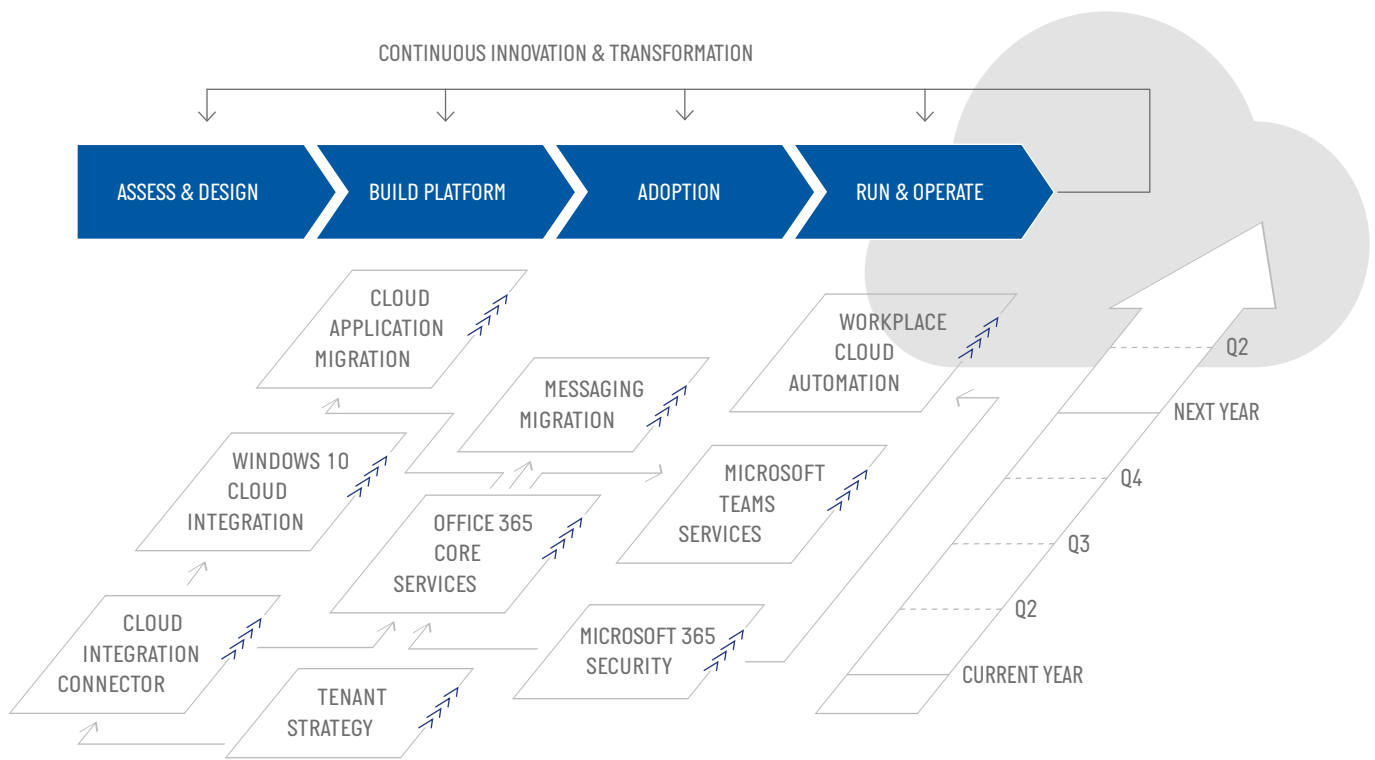 CONTINUOUS INNOVATION & TRANSFORMATION
ASSESS & DESIGN
BUILD PLATFORM
ADOPTION
RUN & OPERATE
CLOUD
APPLICATION
MIGRATION
MESSAGING
MIGRATION
WORKPLACE
CLOUD
AUTOMATION
WINDOWS 10
CLOUD
INTEGRATION
OFFICE 365
CORE
SERVICES
MICROSOFT
TEAMS
SERVICES
CLOUD
INTEGRATION
CONNECTOR
TENANT
STRATEGY
MICROSOFT 365
SECURITY
Q2
NEXT YEAR
Q4
Q3
Q2
CURRENT YEAR